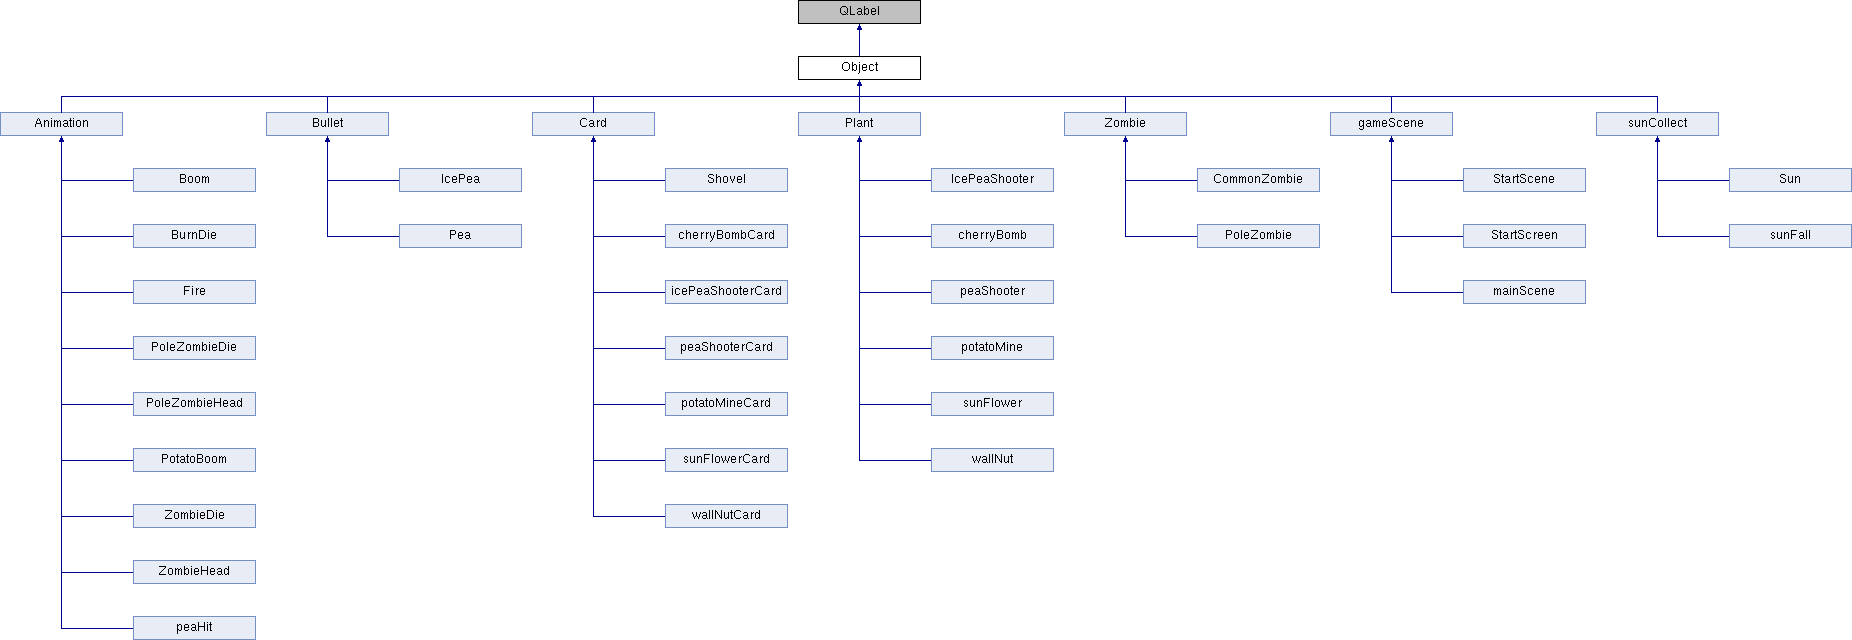 QLabel
Object
Animation
Bullet
Card
Plant
Zombie
gameScene
sunCollect
Boom
IcePea
Shovel
IcePeaShooter
CommonZombie
StartScene
Sun
BurnDie
Pea
cherryBombCard
cherryBomb
PoleZombie
StartScreen
sunFall
Fire
icePeaShooterCard
peaShooter
mainScene
PoleZombieDie
peaShooterCard
potatoMine
PoleZombieHead
potatoMineCard
sunFlower
PotatoBoom
sunFlowerCard
wallNut
ZombieDie
wallNutCard
ZombieHead
peaHit